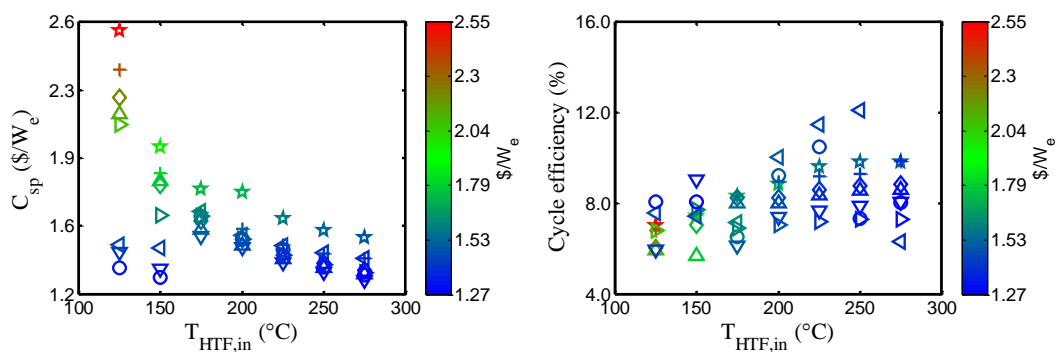 2.6
2.3
1.9
1.6
1.2
C_sp ($/W_e)
100 150 200 250 300
T_HTF,in (°C)
2.55
2.3
2.04
1.79
1.53
1.27
$/W_e
16.0
12.0
8.0
4.0
Cycle efficiency (%)
100 150 200 250 300
T_HTF,in (°C)
2.55
2.3
2.04
1.79
1.53
1.27
$/W_e